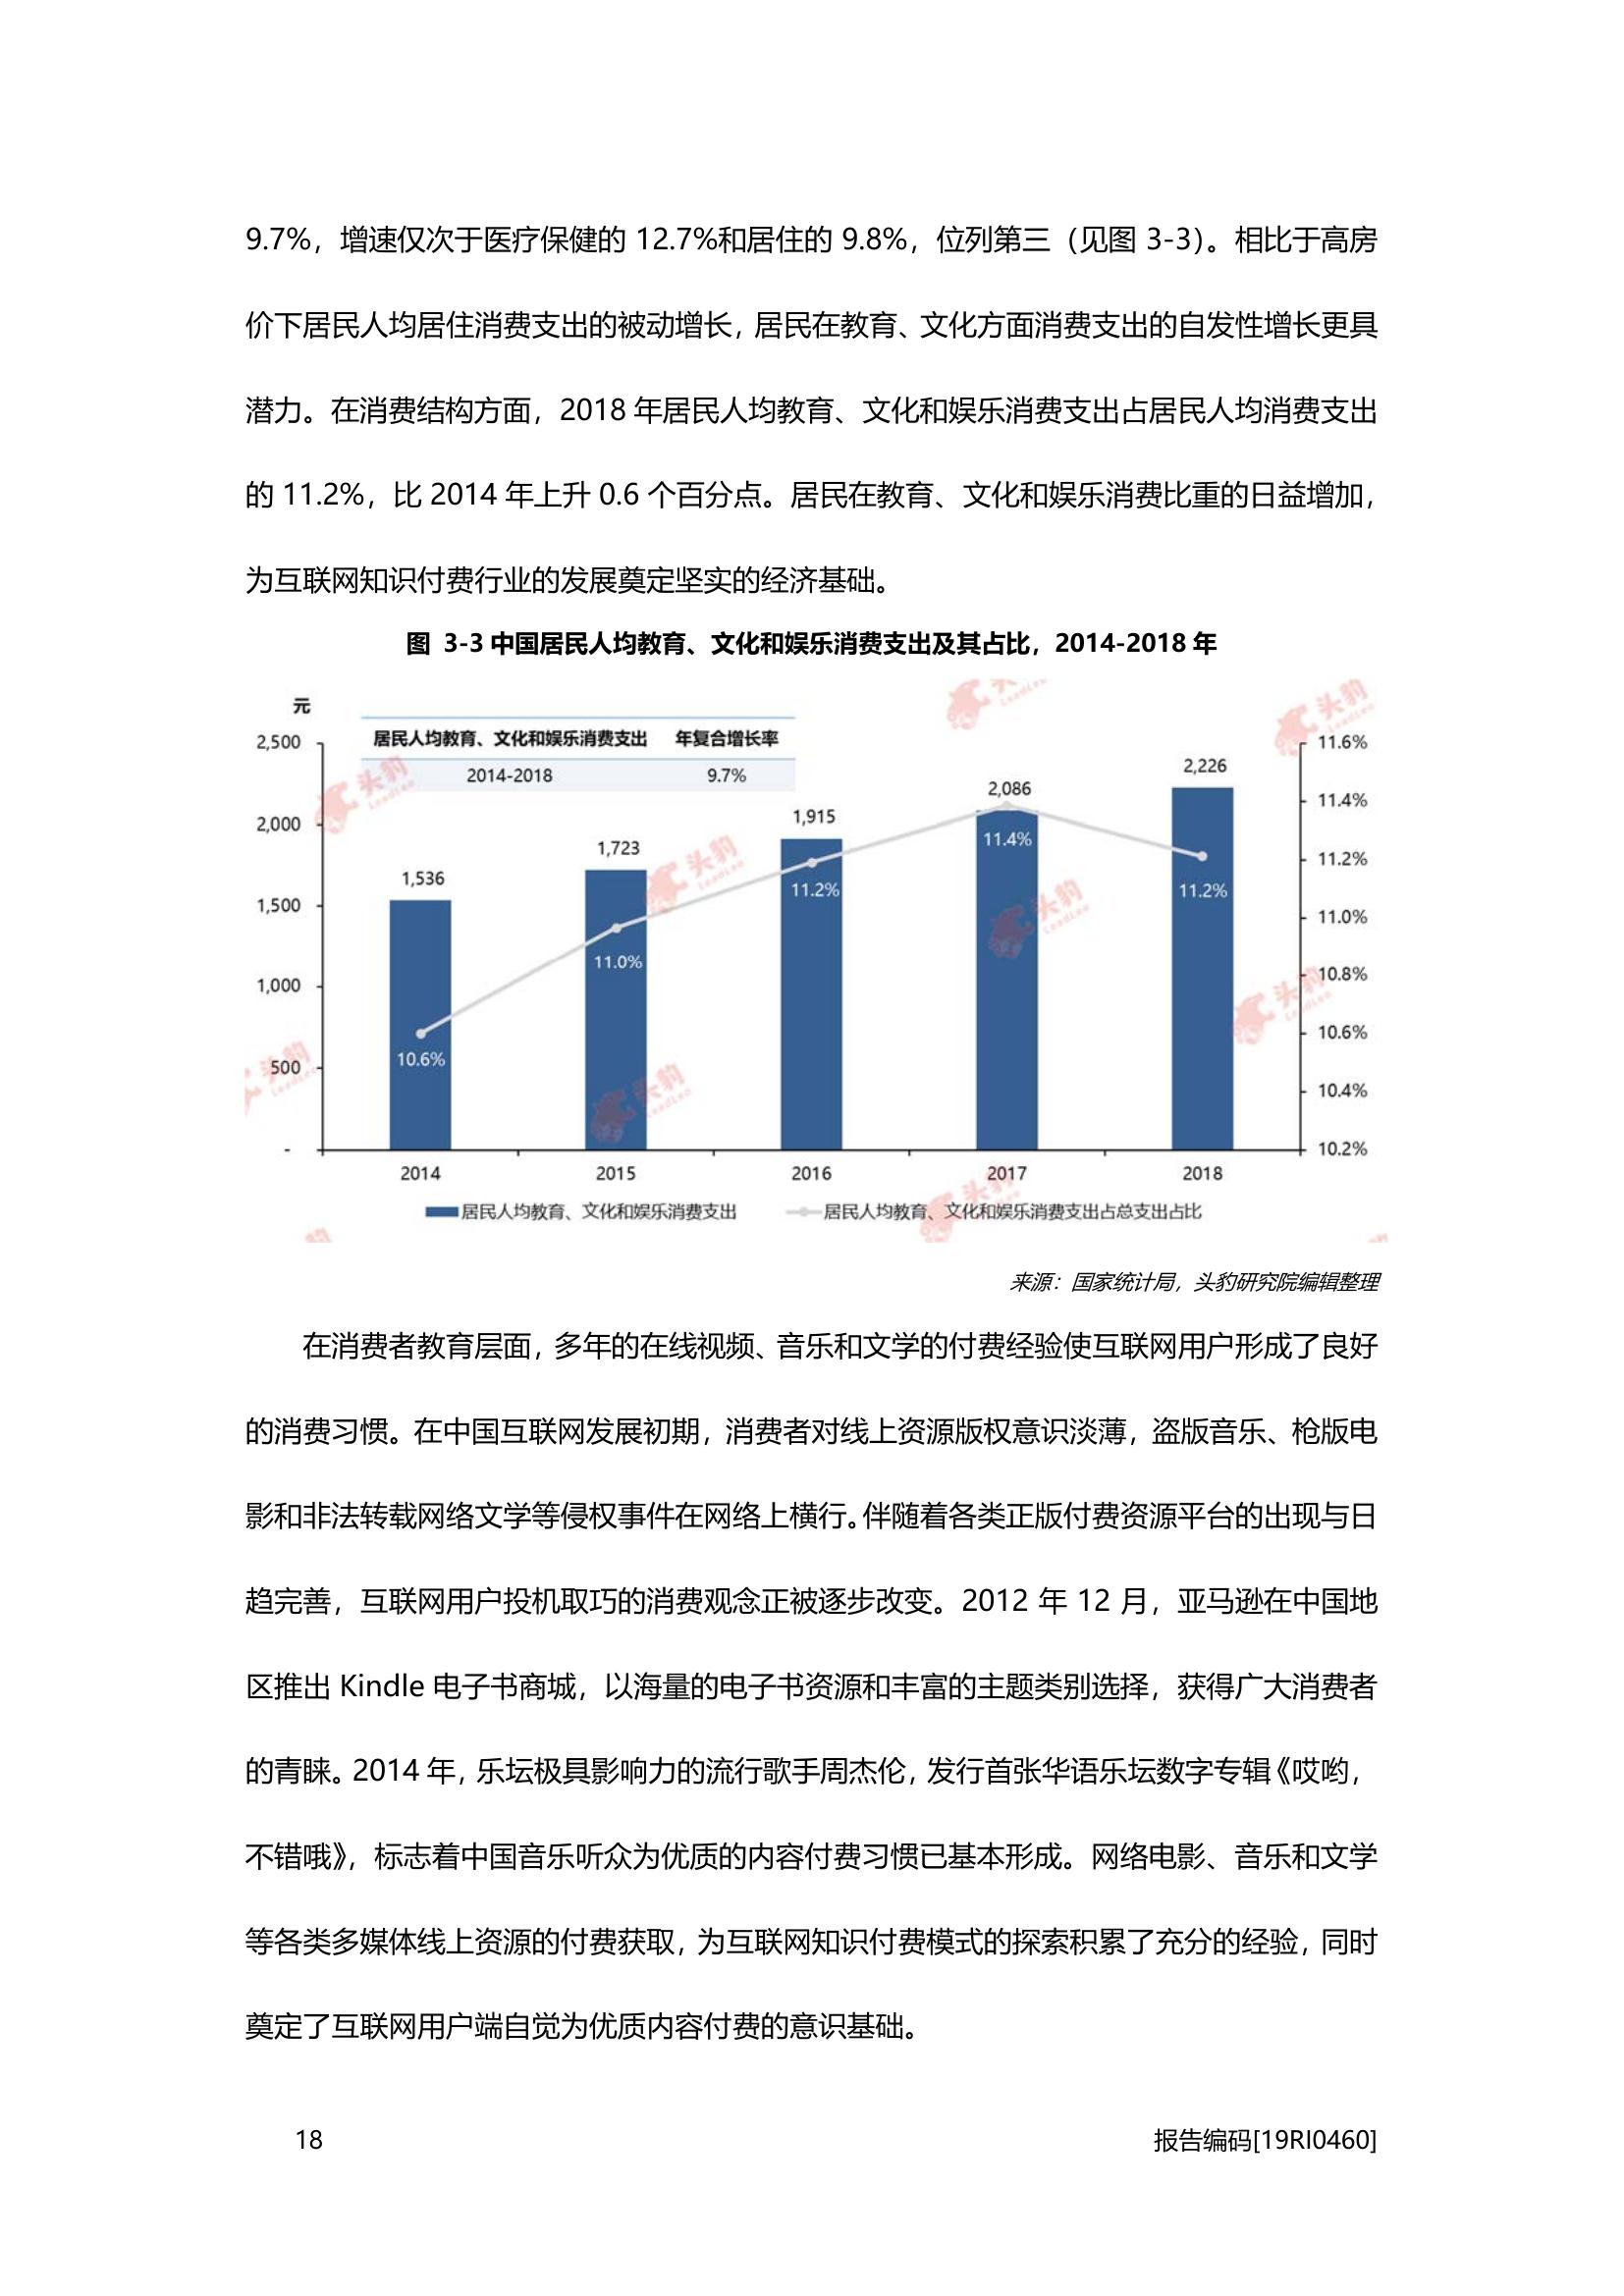 9.7%，增速仅次于医疗保健的 12.7%和居住的 9.8%，位列第三（见图 3-3）。相比于高房
价下居民人均居住消费支出的被动增长，居民在教育、文化方面消费支出的自发性增长更具
潜力。在消费结构方面，2018 年居民人均教育、文化和娱乐消费支出占居民人均消费支出
的 11.2%，比 2014 年上升 0.6 个百分点。居民在教育、文化和娱乐消费比重的日益增加，
为互联网知识付费行业的发展奠定坚实的经济基础。
图 3-3 中国居民人均教育、文化和娱乐消费支出及其占比，2014-2018 年
元
居民人均教育、文化和娱乐消费支出 年复合增长率
2014-2018 9.7%
2,500
2,000
1,500
1,000
500
-
1,536
1,723
1,915
2,086
2,226
10.6%
11.0%
11.2%
11.4%
11.2%
11.6%
11.4%
11.2%
11.0%
10.8%
10.6%
10.4%
10.2%
2014 2015 2016 2017 2018
居民人均教育、文化和娱乐消费支出 居民人均教育、文化和娱乐消费支出占总支出占比
头豹 LeadLeo
来源：国家统计局，头豹研究院编辑整理
在消费者教育层面，多年的在线视频、音乐和文学的付费经验使互联网用户形成了良好
的消费习惯。在中国互联网发展初期，消费者对线上资源版权意识淡薄，盗版音乐、枪版电
影和非法转载网络文学等侵权事件在网络上横行。伴随着各类正版付费资源平台的出现与日
趋完善，互联网用户投机取巧的消费观念正被逐步改变。2012 年 12 月，亚马逊在中国地
区推出 Kindle 电子书商城，以海量的电子书资源和丰富的主题类别选择，获得广大消费者
的青睐。2014 年，乐坛极具影响力的流行歌手周杰伦，发行首张华语乐坛数字专辑《哎哟，
不错哦》，标志着中国音乐听众为优质的内容付费习惯已基本形成。网络电影、音乐和文学
等各类多媒体线上资源的付费获取，为互联网知识付费模式的探索积累了充分的经验，同时
奠定了互联网用户端自觉为优质内容付费的意识基础。
18 报告编码[19RI0460]